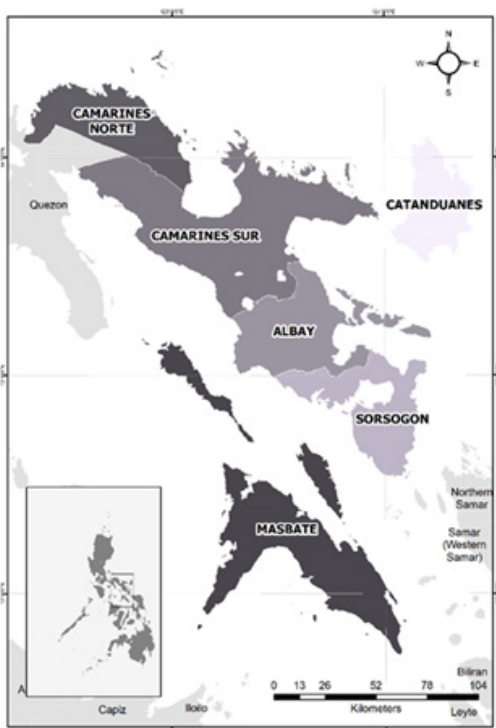 N
W E
S
CAMARINES
NORTE
Quezon
CATANDUANES
CAMARINES SUR
ALBAY
SORSOGON
Northern
Samar
MASBATE
Samar
(Western
Samar)
Biliran
0 13 26 52 78 104
Kilometers
Capiz
Iloilo
Leyte